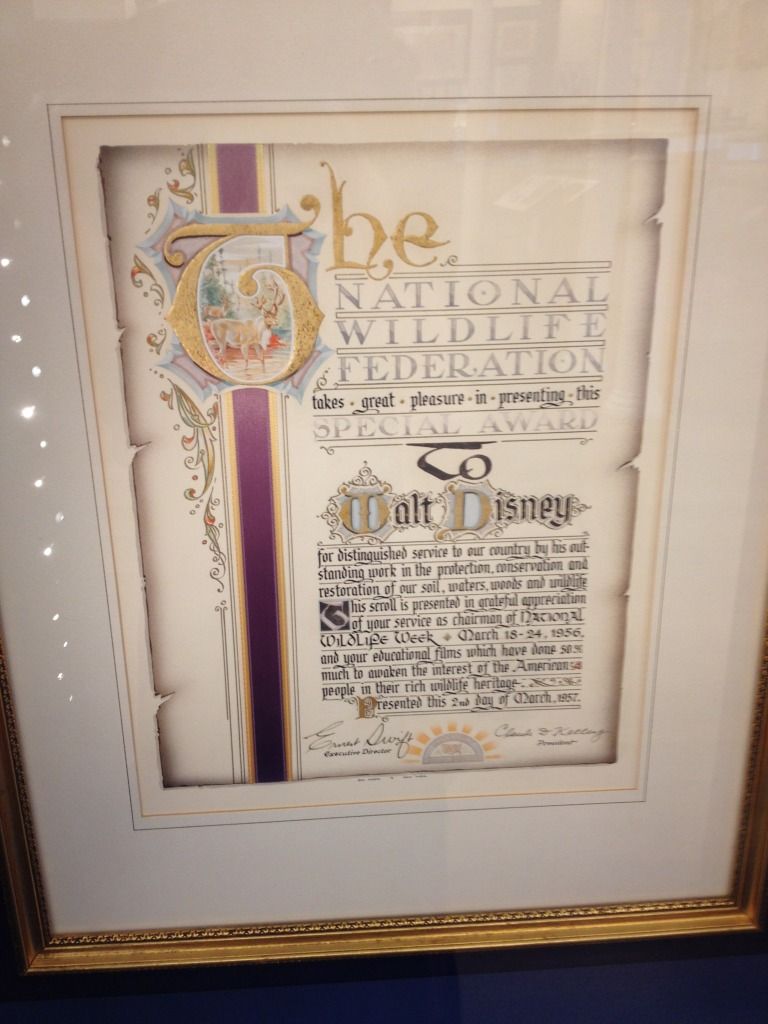 The
NATIONAL
WILDLIFE
FEDERATION
takes · great · pleasure · in · presenting · this
SPECIAL AWARD
To
Walt Disney
for distinguished service to our country by his out-
standing work in the protection, conservation and
restoration of our soil, waters, woods and wildlife
This scroll is presented in grateful appreciation
of your service as chairman of NATIONAL
WILDLIFE WEEK March 18-24, 1956,
and your educational films which have done so
much to awaken the interest of the American
people in their rich wildlife heritage
Presented this 2nd day of March, 1957.
Ernest Swift
Executive Director
Claude D. Kelley
President